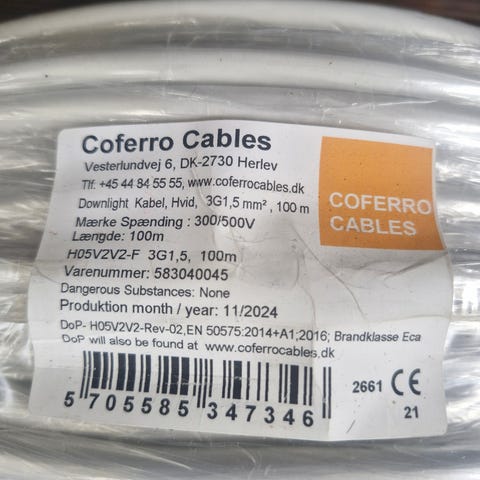 Coferro Cables
Vesterlundvej 6, DK-2730 Herlev
Tlf. +45 44 84 55 55, www.coferrocables.dk
Downlight Kabel, Hvid, 3G1,5 mm², 100 m
Mærke Spænding : 300/500V
Længde: 100m
H05V2V2-F 3G1,5, 100m
Varenummer: 583040045
Dangerous Substances: None
Produktion month / year: 11/2024
DoP- H05V2V2-Rev-02,EN 50575:2014+A1;2016; Brandklasse Eca
DoP will also be found at www.coferrocables.dk
COFERRO
CABLES
5 705585 347346
2661 CE
21